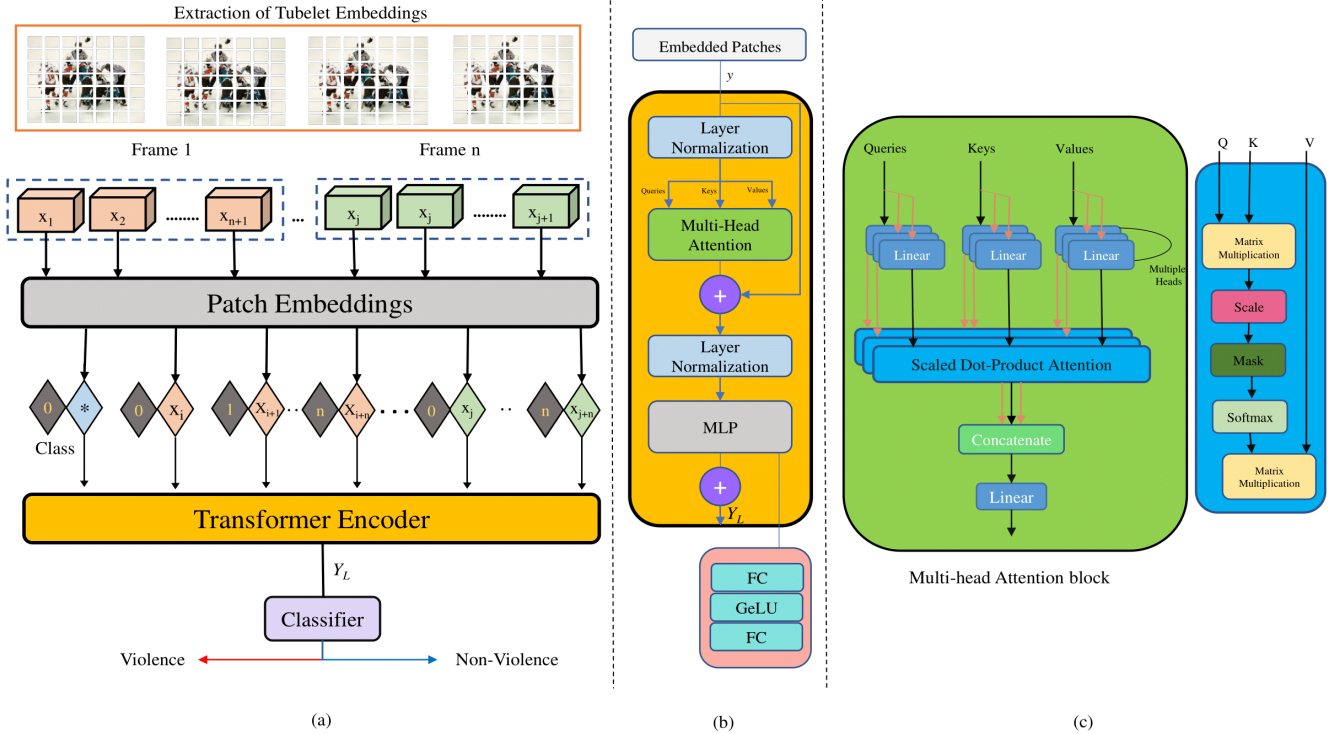 Extraction of Tubelet Embeddings
Frame 1
Frame n
x1
x2
........
xn+1
...
xj
xj
........
xj+1
Patch Embeddings
0
*
0
Xi
1
Xi+1
..
n
Xi+n
....
0
xj
..
n
xj+n
Class
Transformer Encoder
YL
Classifier
Violence
Non-Violence
(a)
Embedded Patches
y
Layer
Normalization
Queries
Keys
Values
Multi-Head
Attention
+
Layer
Normalization
MLP
+
YL
FC
GeLU
FC
(b)
Queries
Keys
Values
Linear
Linear
Linear
Multiple
Heads
Scaled Dot-Product Attention
Concatenate
Linear
Multi-head Attention block
Q
K
V
Matrix
Multiplication
Scale
Mask
Softmax
Matrix
Multiplication
(c)